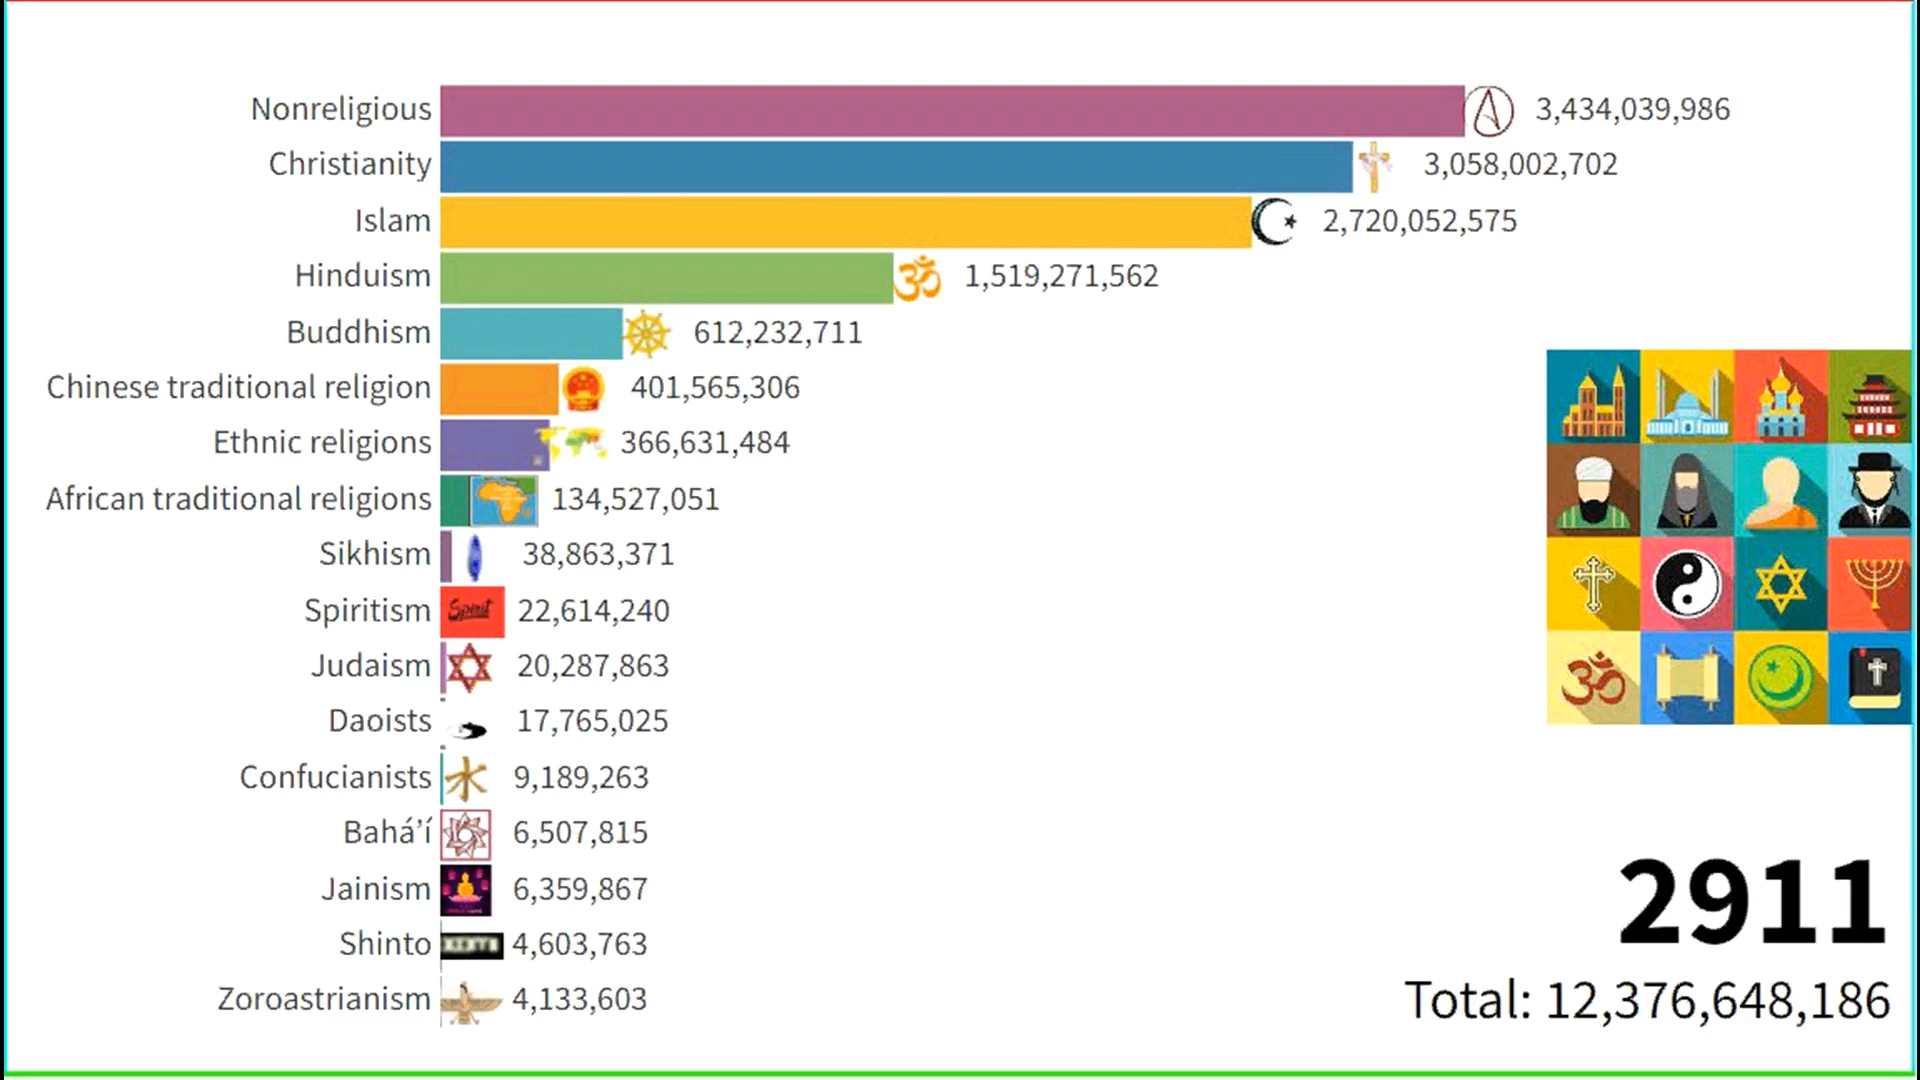 Nonreligious 3,434,039,986
Christianity 3,058,002,702
Islam 2,720,052,575
Hinduism 1,519,271,562
Buddhism 612,232,711
Chinese traditional religion 401,565,306
Ethnic religions 366,631,484
African traditional religions 134,527,051
Sikhism 38,863,371
Spiritism Spirit 22,614,240
Judaism 20,287,863
Daoists 17,765,025
Confucianists 9,189,263
Bahá’í 6,507,815
Jainism 6,359,867
Shinto 4,603,763
Zoroastrianism 4,133,603
2911
Total: 12,376,648,186